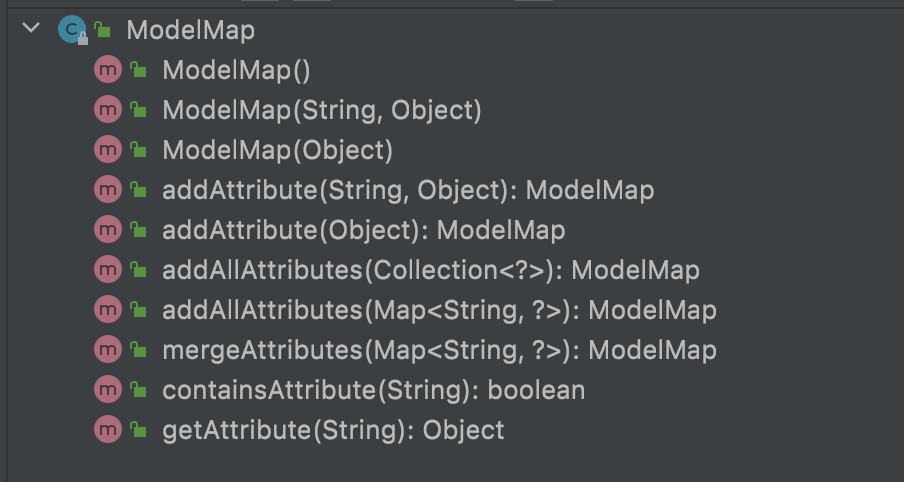 ModelMap
ModelMap()
ModelMap(String, Object)
ModelMap(Object)
addAttribute(String, Object): ModelMap
addAttribute(Object): ModelMap
addAllAttributes(Collection<?>): ModelMap
addAllAttributes(Map<String, ?>): ModelMap
mergeAttributes(Map<String, ?>): ModelMap
containsAttribute(String): boolean
getAttribute(String): Object